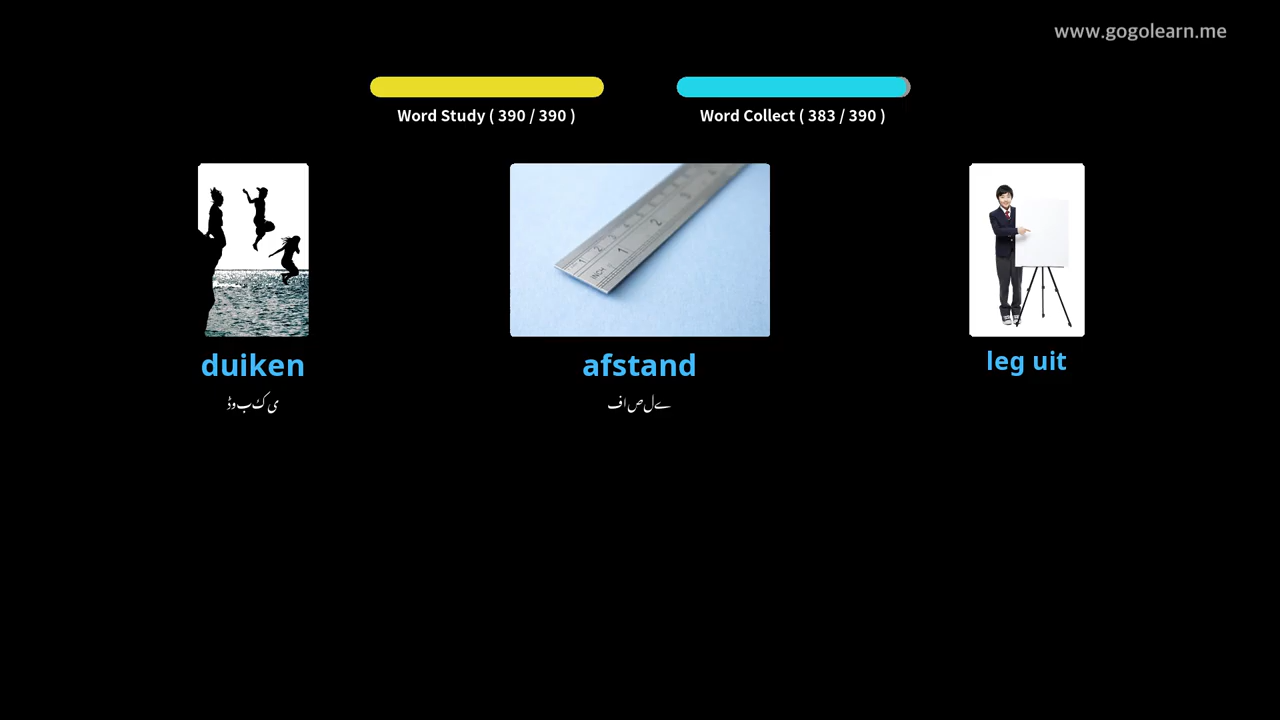 www.gogolearn.me
Word Study ( 390 / 390 )
Word Collect ( 383 / 390 )
duiken
afstand
leg uit
ڈوبکی
فاصلے